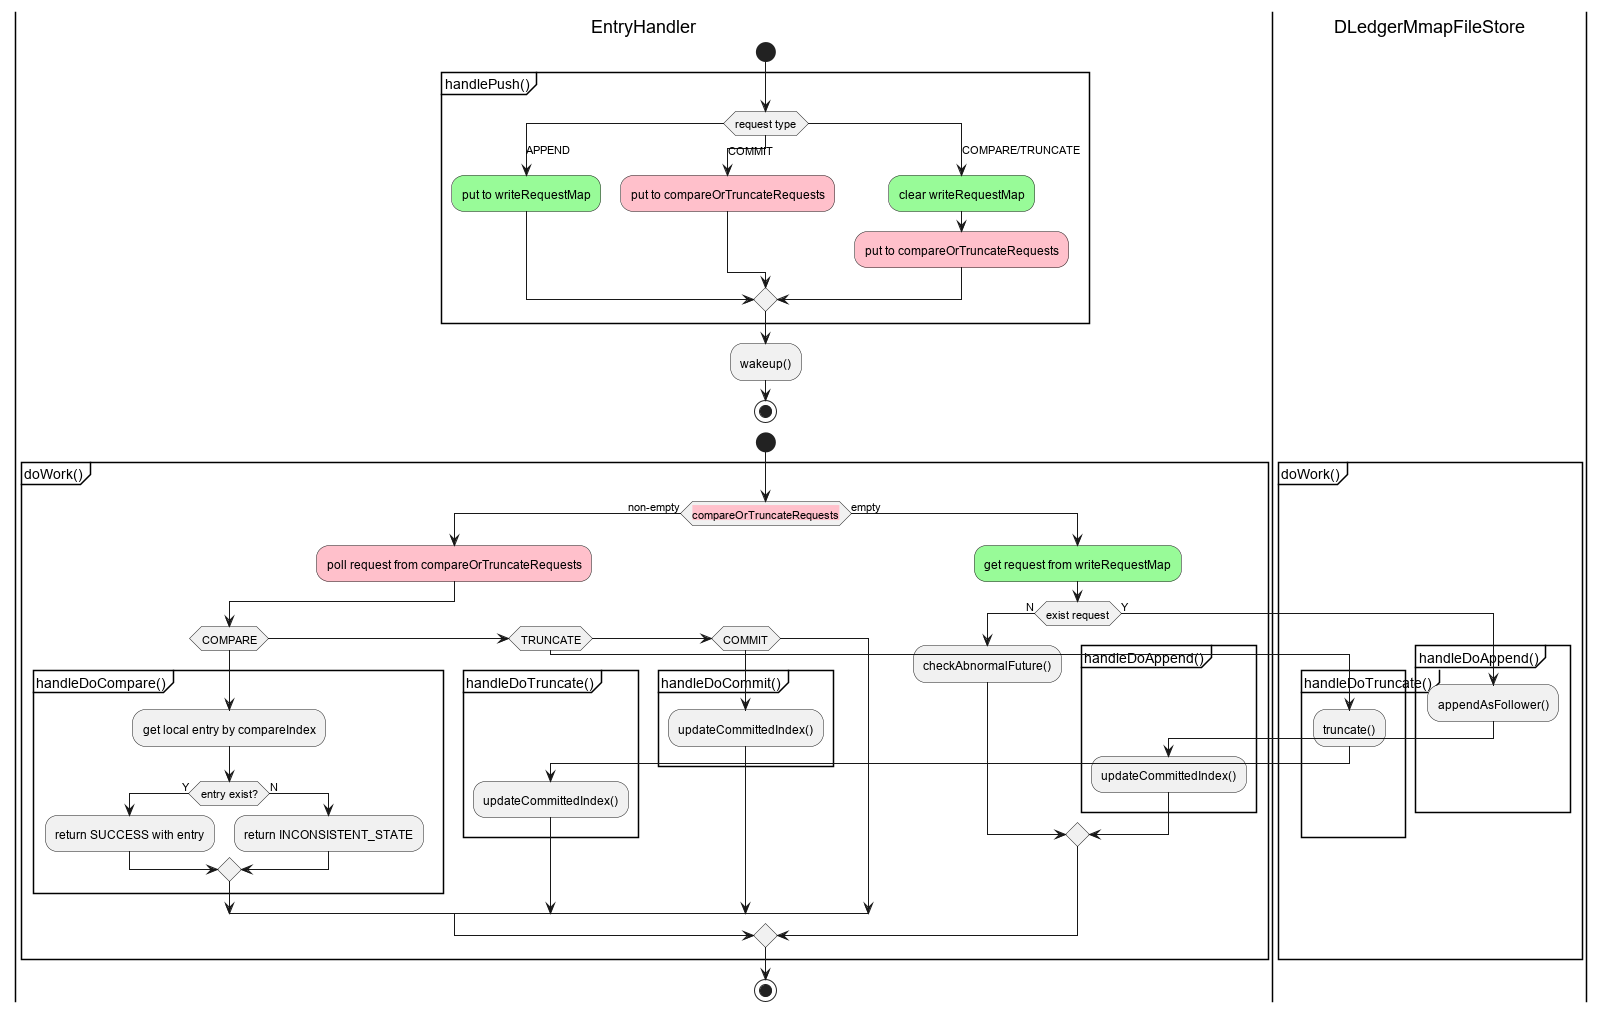 EntryHandler
DLedgerMmapFileStore
handlePush()
request type
APPEND
COMMIT
COMPARE/TRUNCATE
put to writeRequestMap
put to compareOrTruncateRequests
clear writeRequestMap
put to compareOrTruncateRequests
wakeup()
doWork()
doWork()
non-empty
compareOrTruncateRequests
empty
poll request from compareOrTruncateRequests
get request from writeRequestMap
N
exist request
Y
COMPARE
TRUNCATE
COMMIT
checkAbnormalFuture()
handleDoAppend()
handleDoAppend()
handleDoCompare()
handleDoTruncate()
handleDoCommit()
handleDoTruncate()
appendAsFollower()
get local entry by compareIndex
updateCommittedIndex()
truncate()
updateCommittedIndex()
Y
entry exist?
N
updateCommittedIndex()
return SUCCESS with entry
return INCONSISTENT_STATE